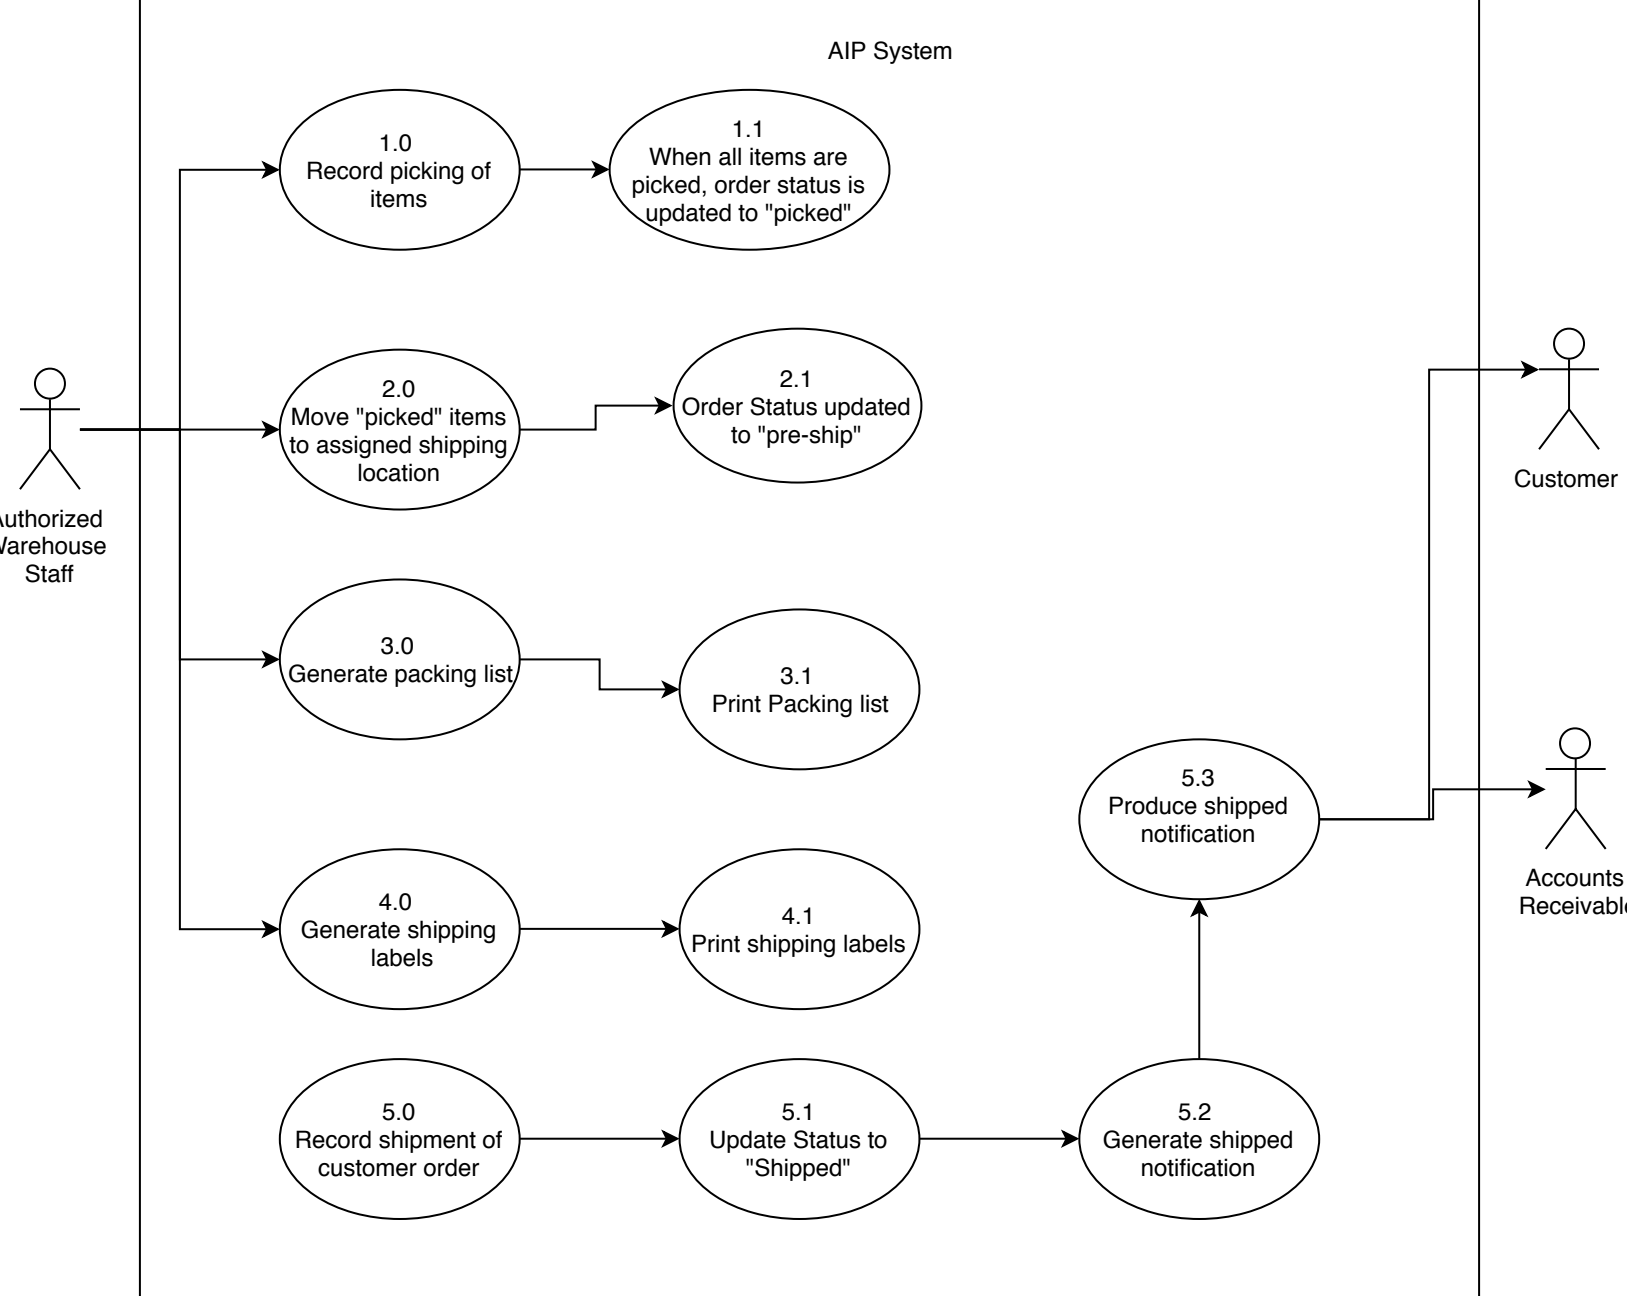 AIP System
1.0
Record picking of
items
1.1
When all items are
picked, order status is
updated to "picked"
2.0
Move "picked" items
to assigned shipping
location
2.1
Order Status updated
to "pre-ship"
Customer
uthorized
arehouse
Staff
3.0
Generate packing list
3.1
Print Packing list
5.3
Produce shipped
notification
Accounts
Receivabl
4.0
Generate shipping
labels
4.1
Print shipping labels
5.0
Record shipment of
customer order
5.1
Update Status to
"Shipped"
5.2
Generate shipped
notification